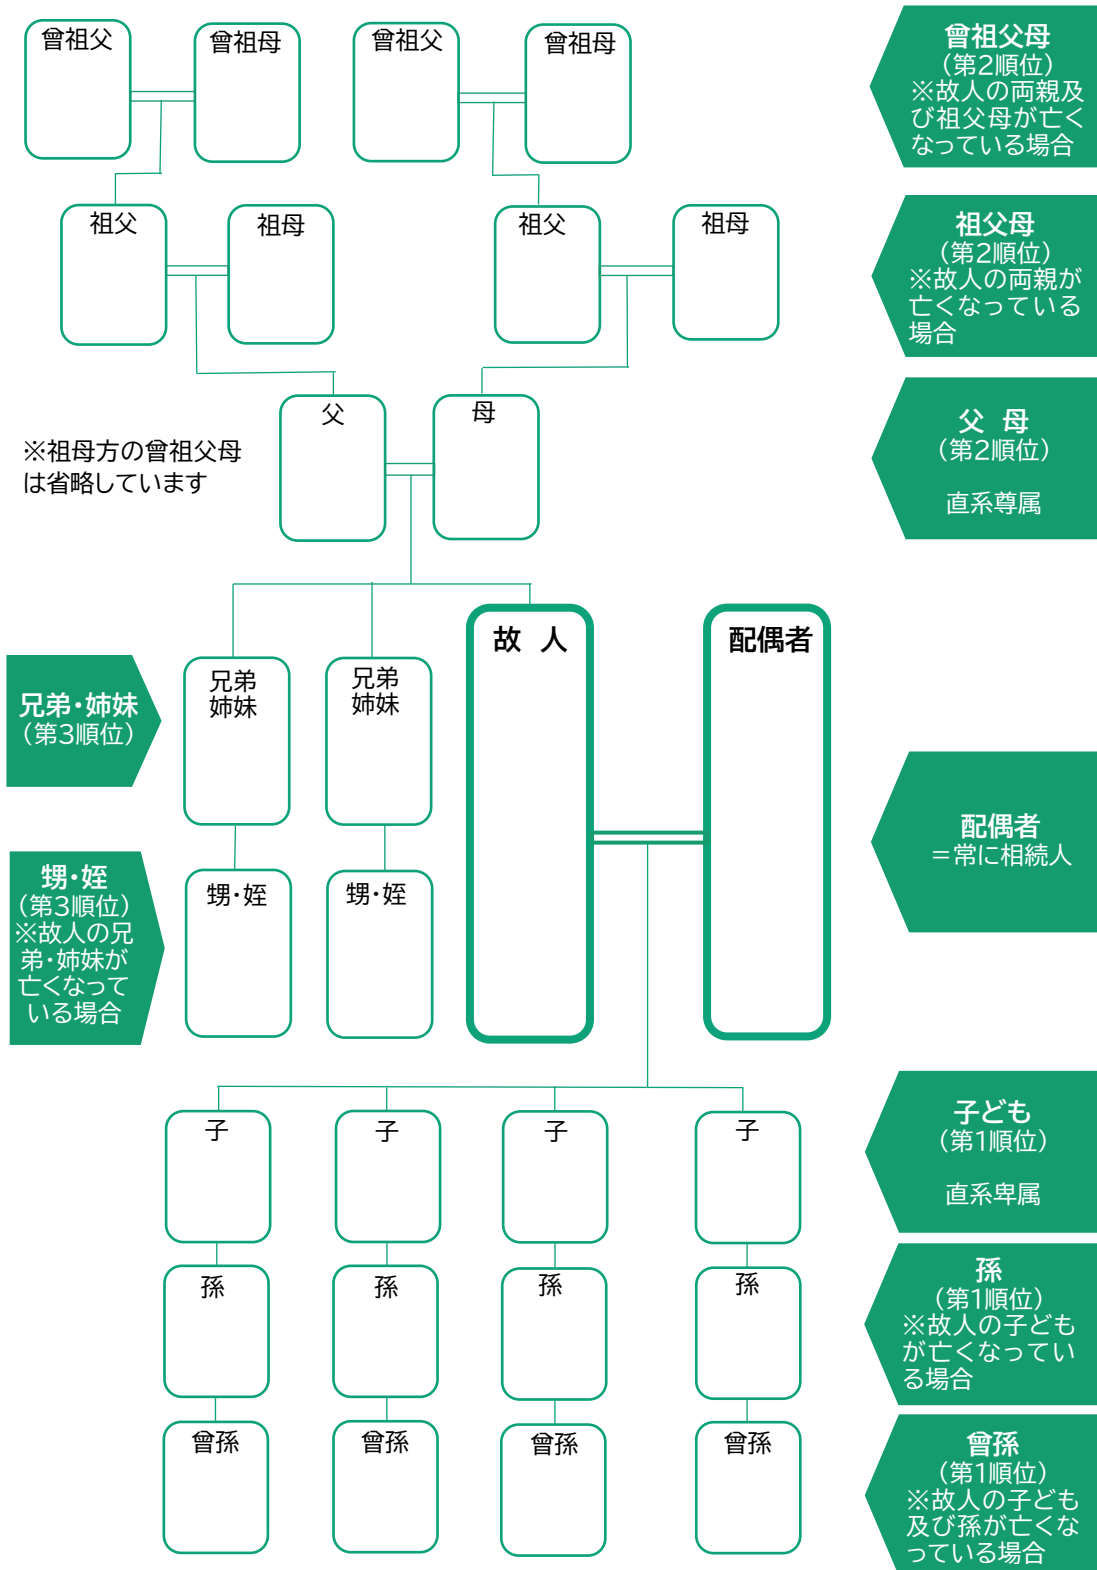 曾祖父
曾祖母
曾祖父
曾祖母
曾祖父母
（第2順位）
※故人の両親及
び祖父母が亡く
なっている場合
祖父
祖母
祖父
祖母
祖父母
（第2順位）
※故人の両親が
亡くなっている
場合
父
母
※祖母方の曾祖父母
は省略しています
父 母
（第2順位）
直系尊属
故 人
配偶者
兄弟・姉妹
（第3順位）
兄弟
姉妹
兄弟
姉妹
配偶者
＝常に相続人
甥・姪
（第3順位）
※故人の兄
弟・姉妹が
亡くなって
いる場合
甥・姪
甥・姪
子
子
子
子
子ども
（第1順位）
直系卑属
孫
孫
孫
孫
孫
（第1順位）
※故人の子ども
が亡くなってい
る場合
曾孫
曾孫
曾孫
曾孫
曾孫
（第1順位）
※故人の子ども
及び孫が亡くな
っている場合